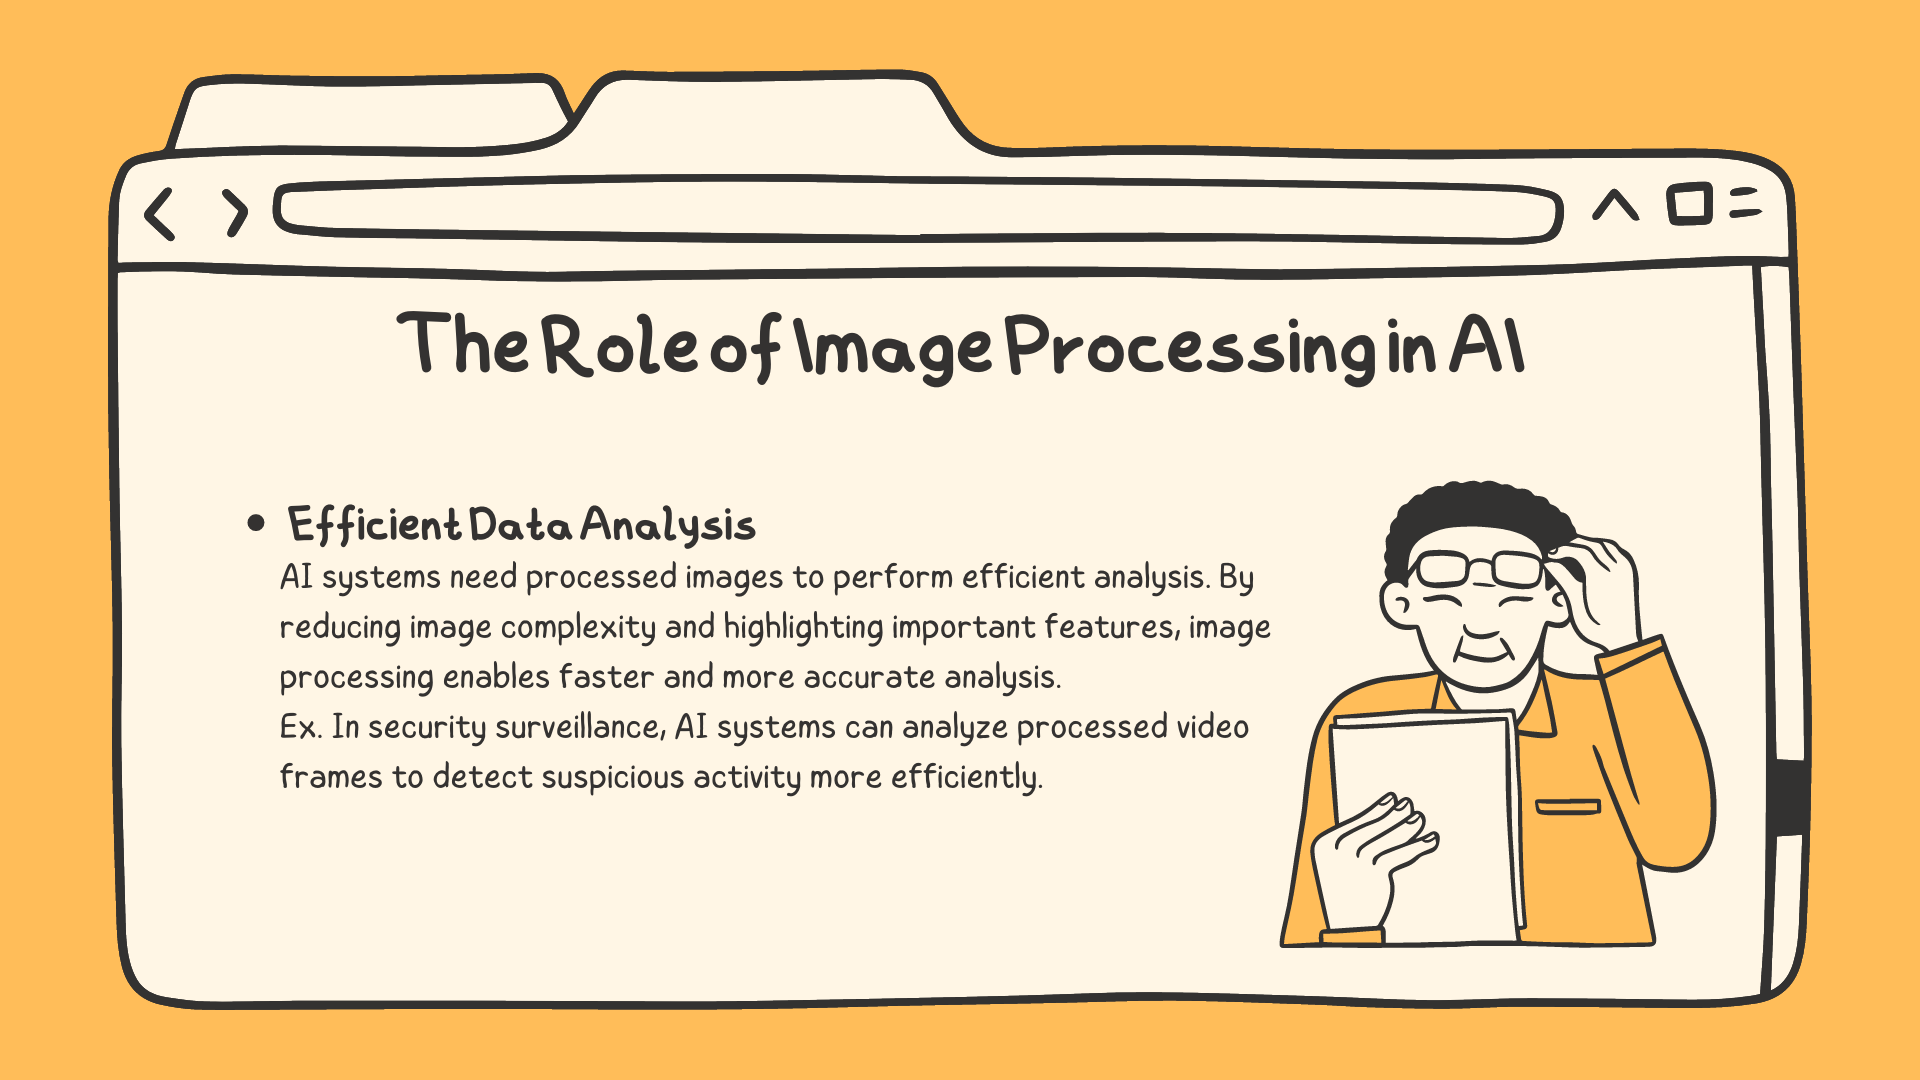 The Role of Image Processing in AI
• Efficient Data Analysis
AI systems need processed images to perform efficient analysis. By
reducing image complexity and highlighting important features, image
processing enables faster and more accurate analysis.
Ex. In security surveillance, AI systems can analyze processed video
frames to detect suspicious activity more efficiently.